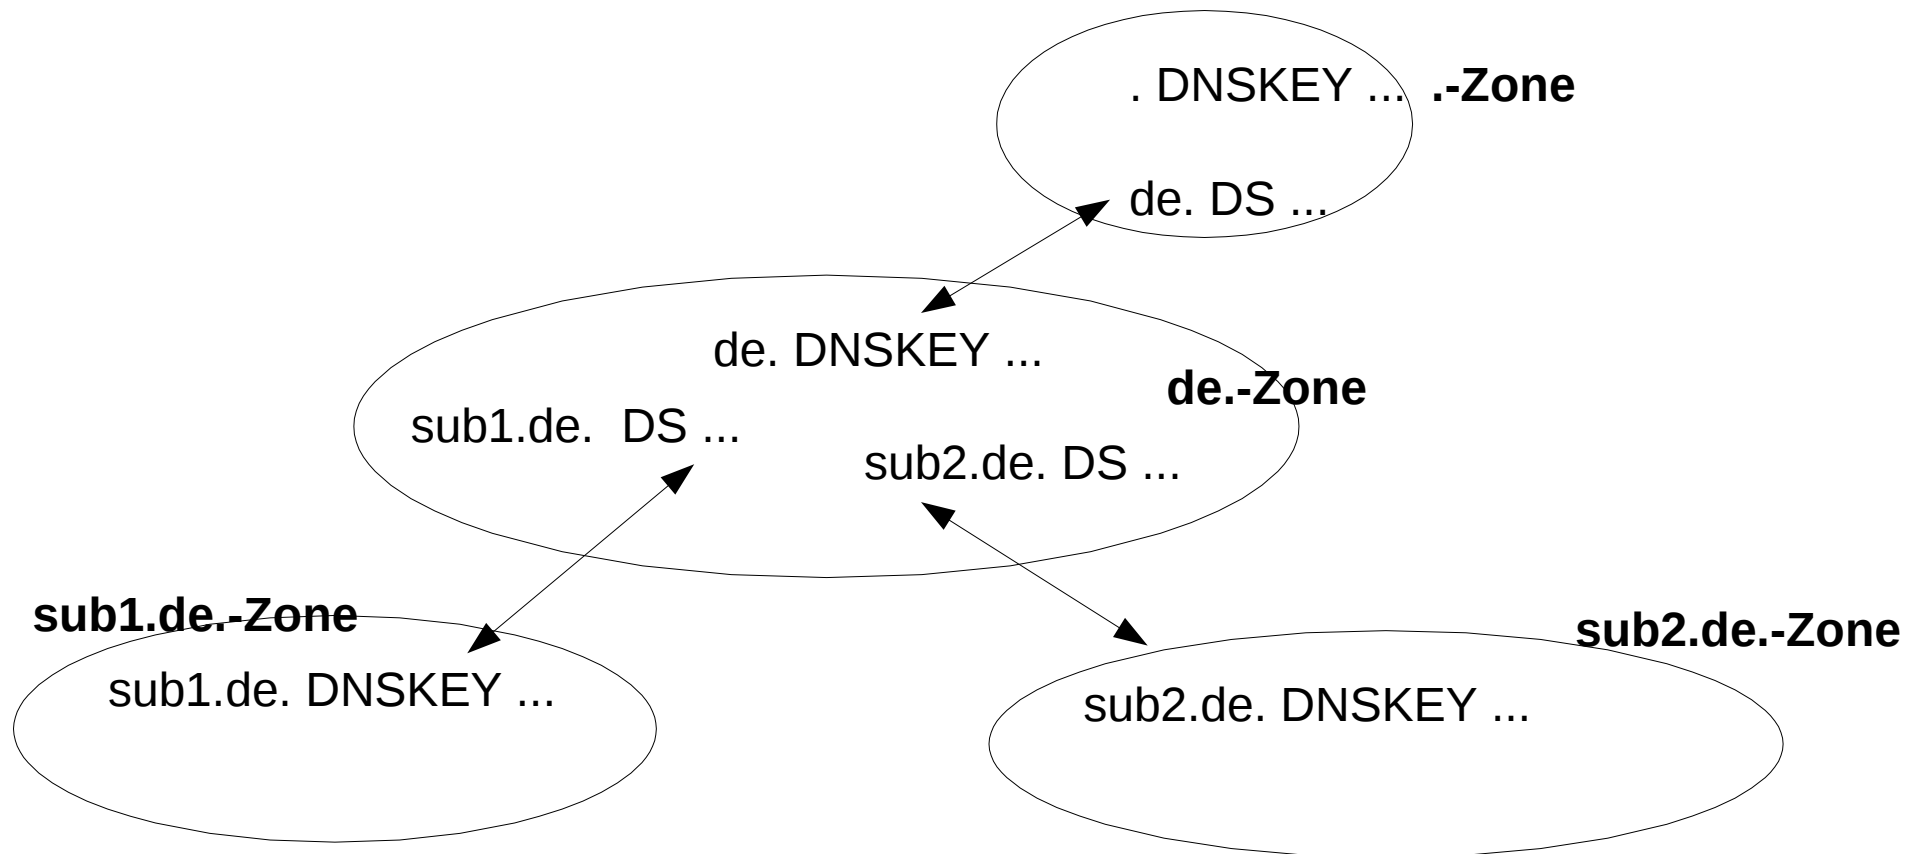 . DNSKEY ... .-Zone
de. DS ...
de. DNSKEY ...
de.-Zone
sub1.de.  DS ...
sub2.de. DS ...
sub1.de.-Zone
sub2.de.-Zone
sub1.de. DNSKEY ...
sub2.de. DNSKEY ...